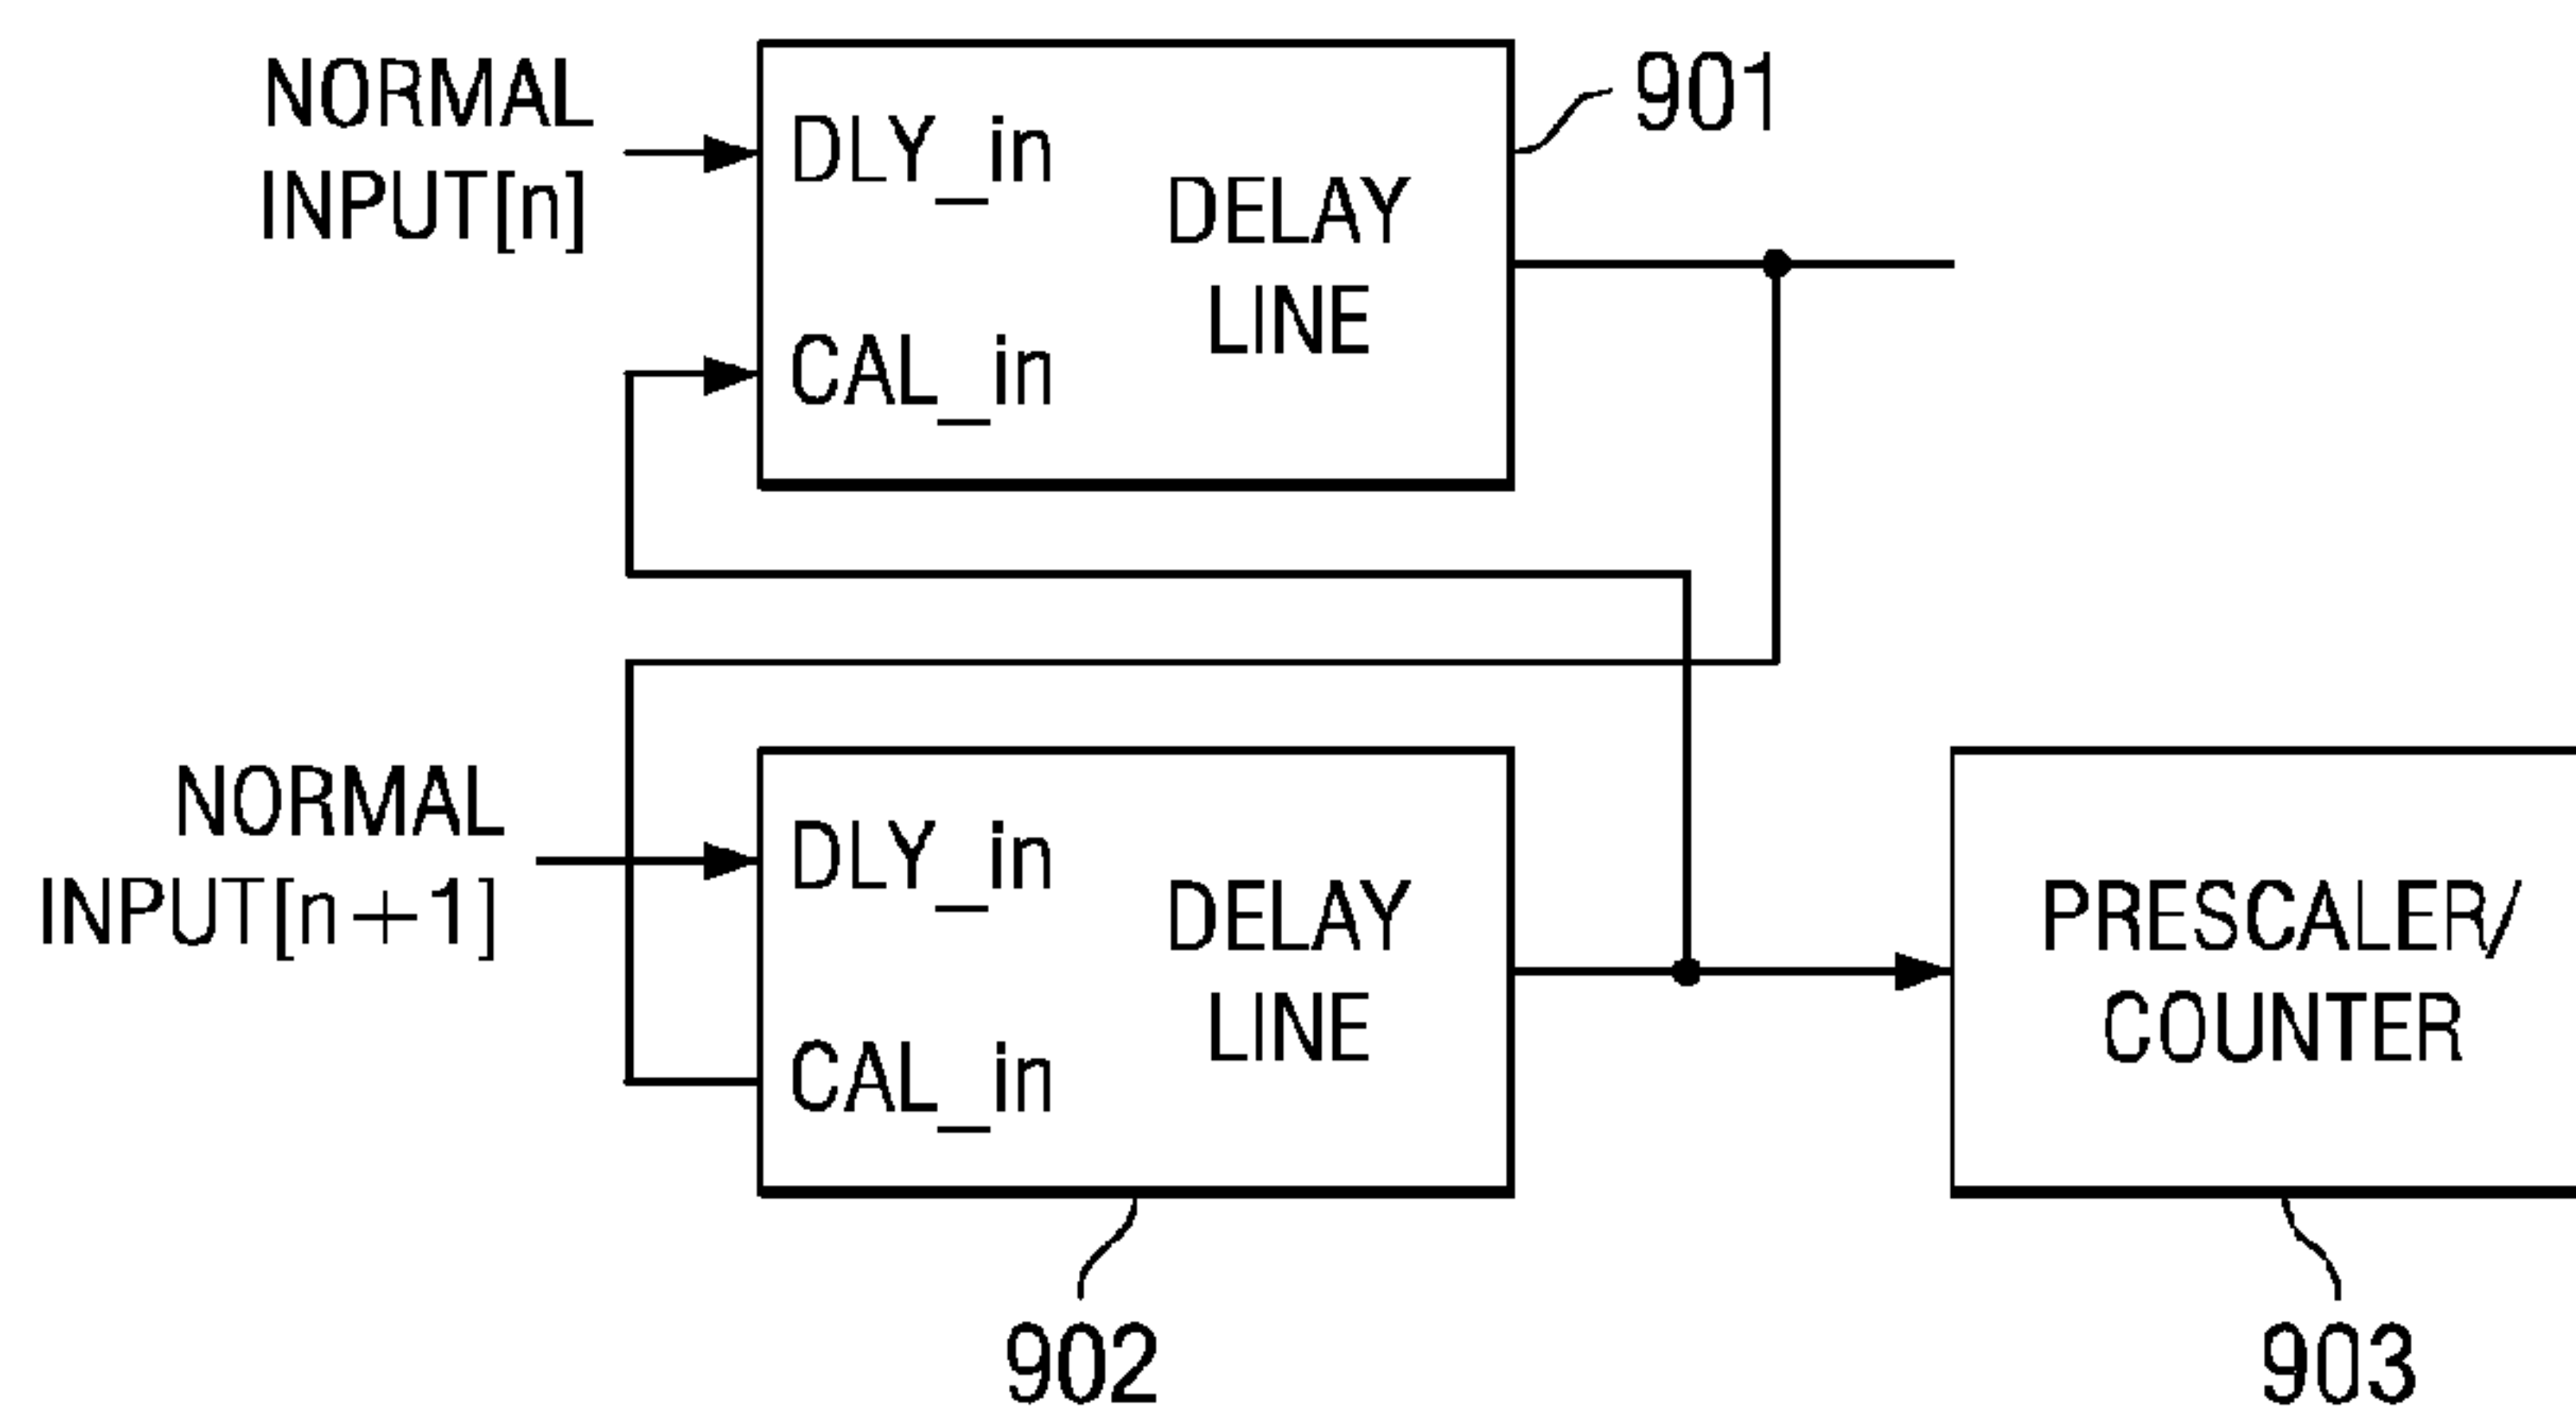 NORMAL
INPUT[n]
DLY_in
CAL_in
DELAY
LINE
901
NORMAL
INPUT[n+1]
DLY_in
CAL_in
DELAY
LINE
902
PRESCALER/
COUNTER
903